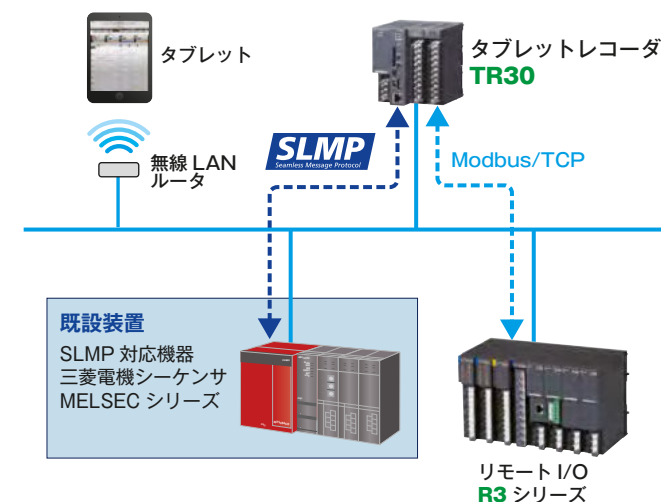 タブレット
タブレットレコーダ
TR30
無線 LAN
ルータ
SLMP
Seamless Message Protocol
Modbus/TCP
既設装置
SLMP 対応機器
三菱電機シーケンサ
MELSEC シリーズ
リモート I/O
R3 シリーズ